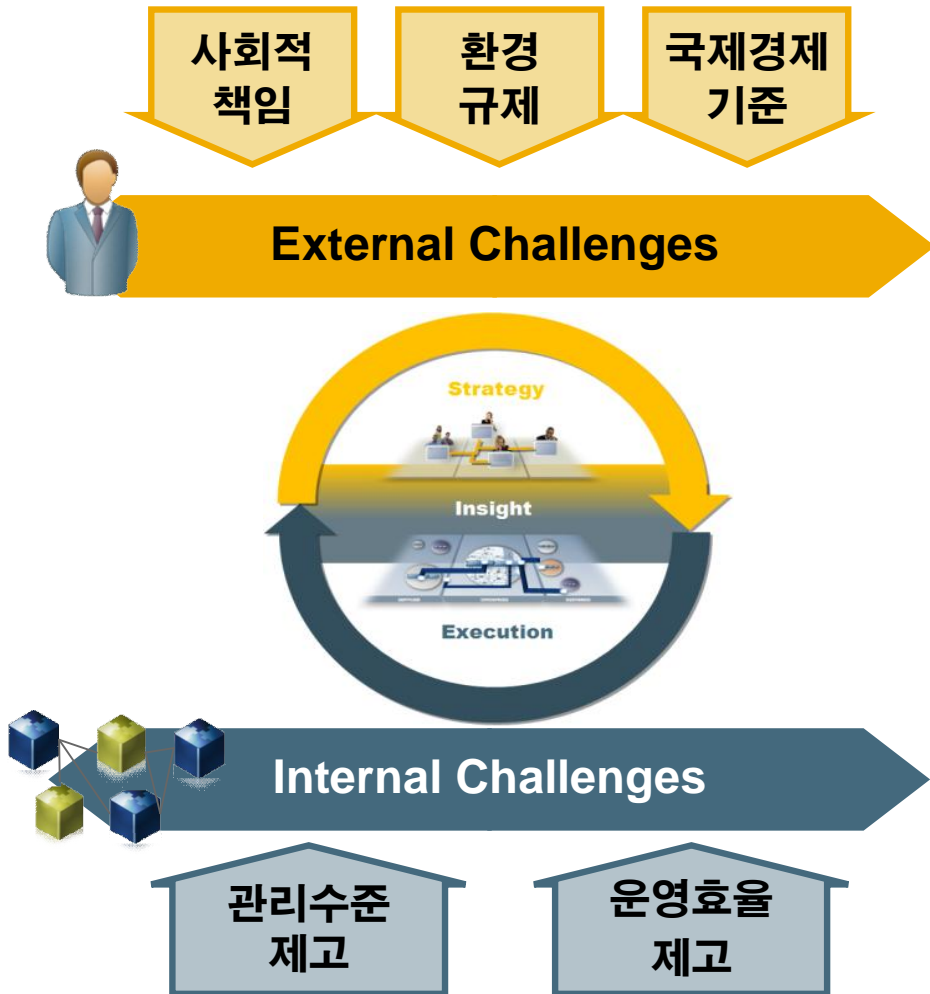 사회적
책임
환경
규제
국제경제
기준
External Challenges
Strategy
Insight
Execution
Internal Challenges
관리수준
제고
운영효율
제고